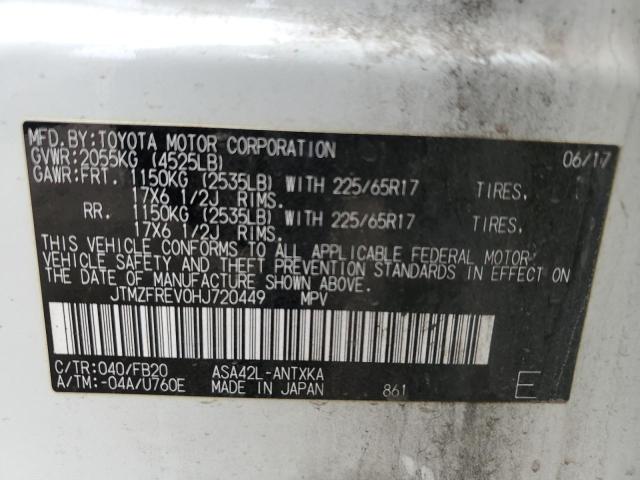 MFD.BY:TOYOTA MOTOR CORPORATION 06/17
GVWR:2055KG (4525LB)
GAWR:FRT. 1150KG (2535LB) WITH 225/65R17 TIRES,
17X6 1/2J RIMS.
RR. 1150KG (2535LB) WITH 225/65R17 TIRES,
17X6 1/2J RIMS.
THIS VEHICLE CONFORMS TO ALL APPLICABLE FEDERAL MOTOR
VEHICLE SAFETY AND THEFT PREVENTION STANDARDS IN EFFECT ON
THE DATE OF MANUFACTURE SHOWN ABOVE.
JTMZFREV0HJ720449 MPV
C/TR:040/FB20 ASA42L-ANTXKA
A/TM:-04A/U760E MADE IN JAPAN 861 E